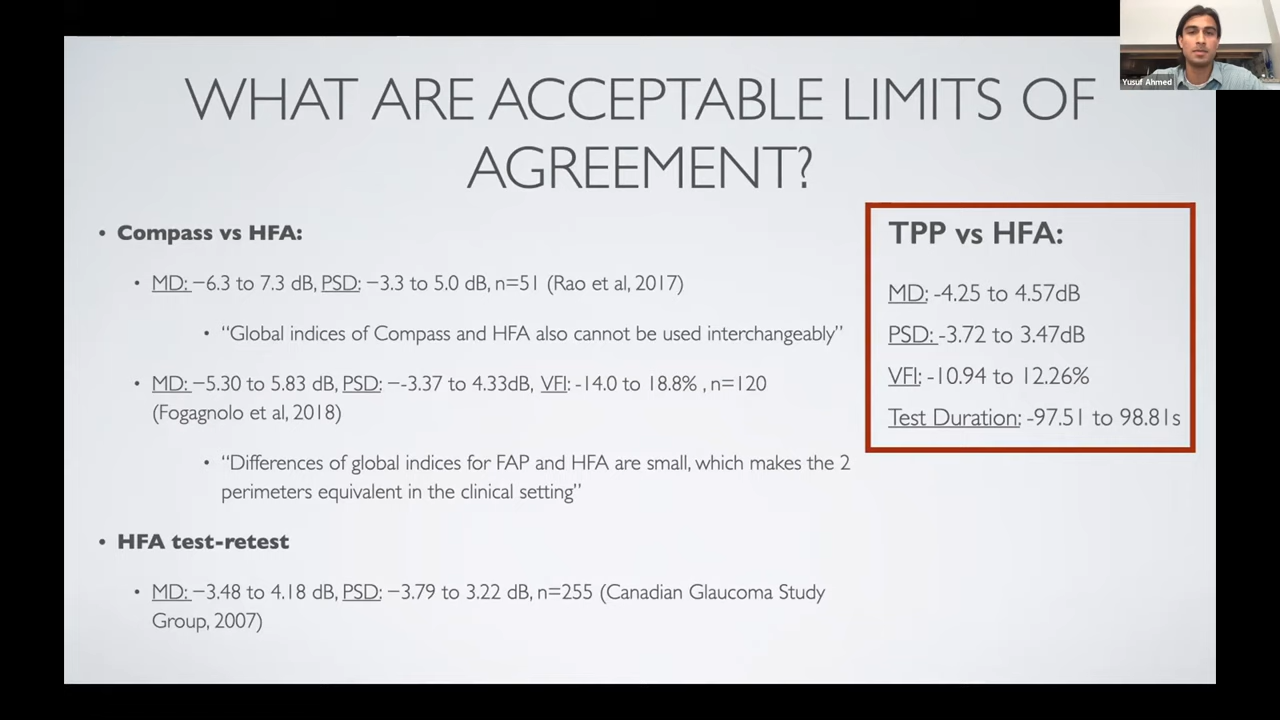 Yusuf Ahmed
WHAT ARE ACCEPTABLE LIMITS OF
AGREEMENT?
• Compass vs HFA:
• MD: −6.3 to 7.3 dB, PSD: −3.3 to 5.0 dB, n=51 (Rao et al, 2017)
• “Global indices of Compass and HFA also cannot be used interchangeably”
• MD: −5.30 to 5.83 dB, PSD: −-3.37 to 4.33dB, VFI: -14.0 to 18.8% , n=120
(Fogagnolo et al, 2018)
• “Differences of global indices for FAP and HFA are small, which makes the 2
perimeters equivalent in the clinical setting”
• HFA test-retest
• MD: −3.48 to 4.18 dB, PSD: −3.79 to 3.22 dB, n=255 (Canadian Glaucoma Study
Group, 2007)
TPP vs HFA:
MD: -4.25 to 4.57dB
PSD: -3.72 to 3.47dB
VFI: -10.94 to 12.26%
Test Duration: -97.51 to 98.81s